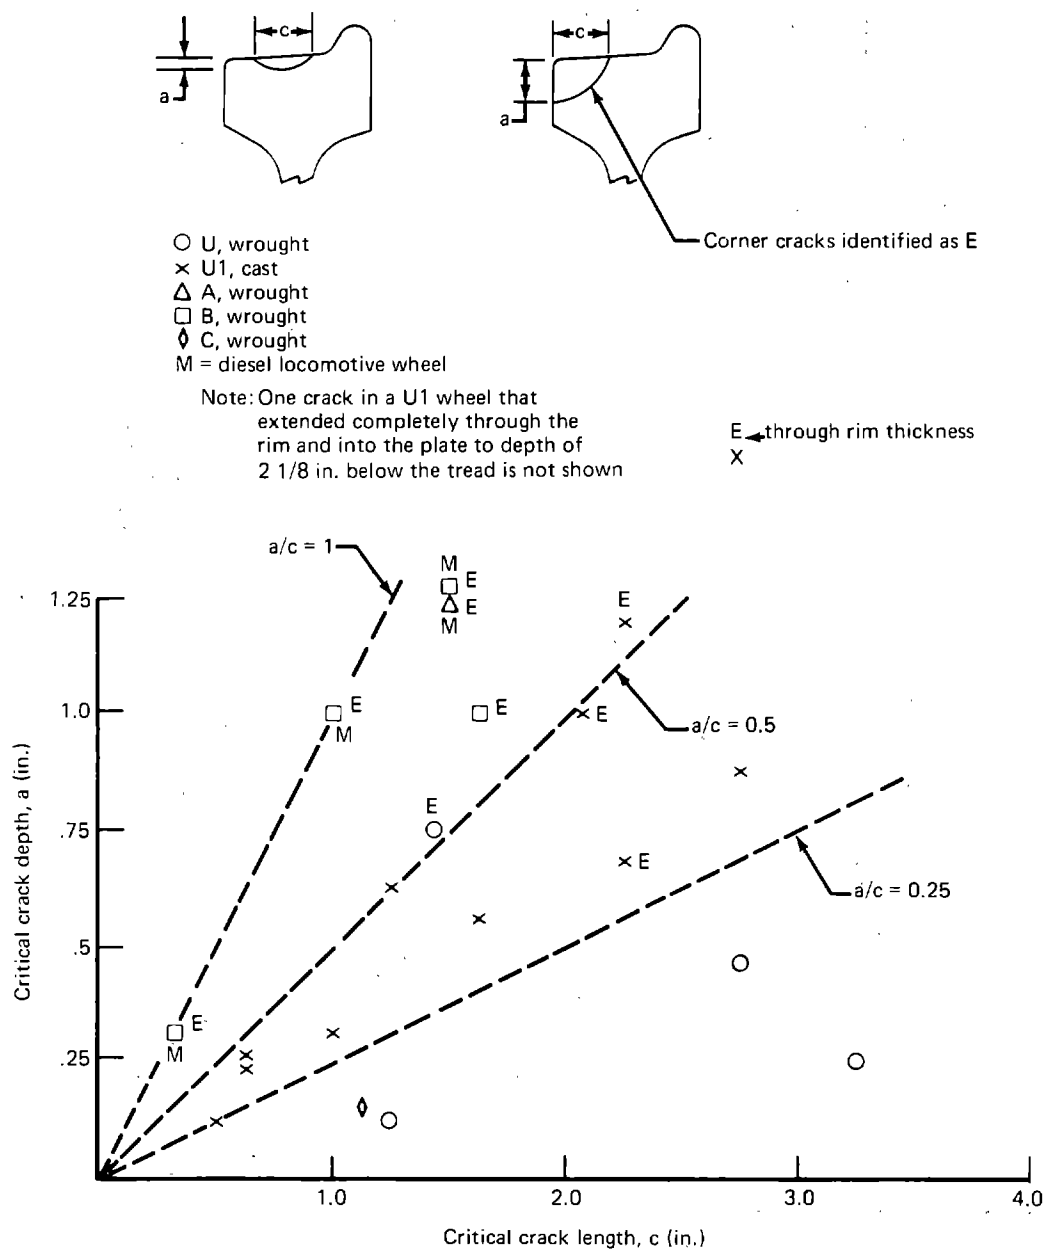 c
c
a
a
Corner cracks identified as E
U, wrought
× U1, cast
A, wrought
B, wrought
C, wrought
M = diesel locomotive wheel
Note: One crack in a U1 wheel that
extended completely through the
rim and into the plate to depth of
2 1/8 in. below the tread is not shown
E through rim thickness
X
a/c = 1
M
E
E
M
1.25
E
1.0
E
M
E
E
a/c = 0.5
Critical crack depth, a (in.)
.75
E
E
a/c = 0.25
.5
E
M
.25
1.0 2.0 3.0 4.0
Critical crack length, c (in.)